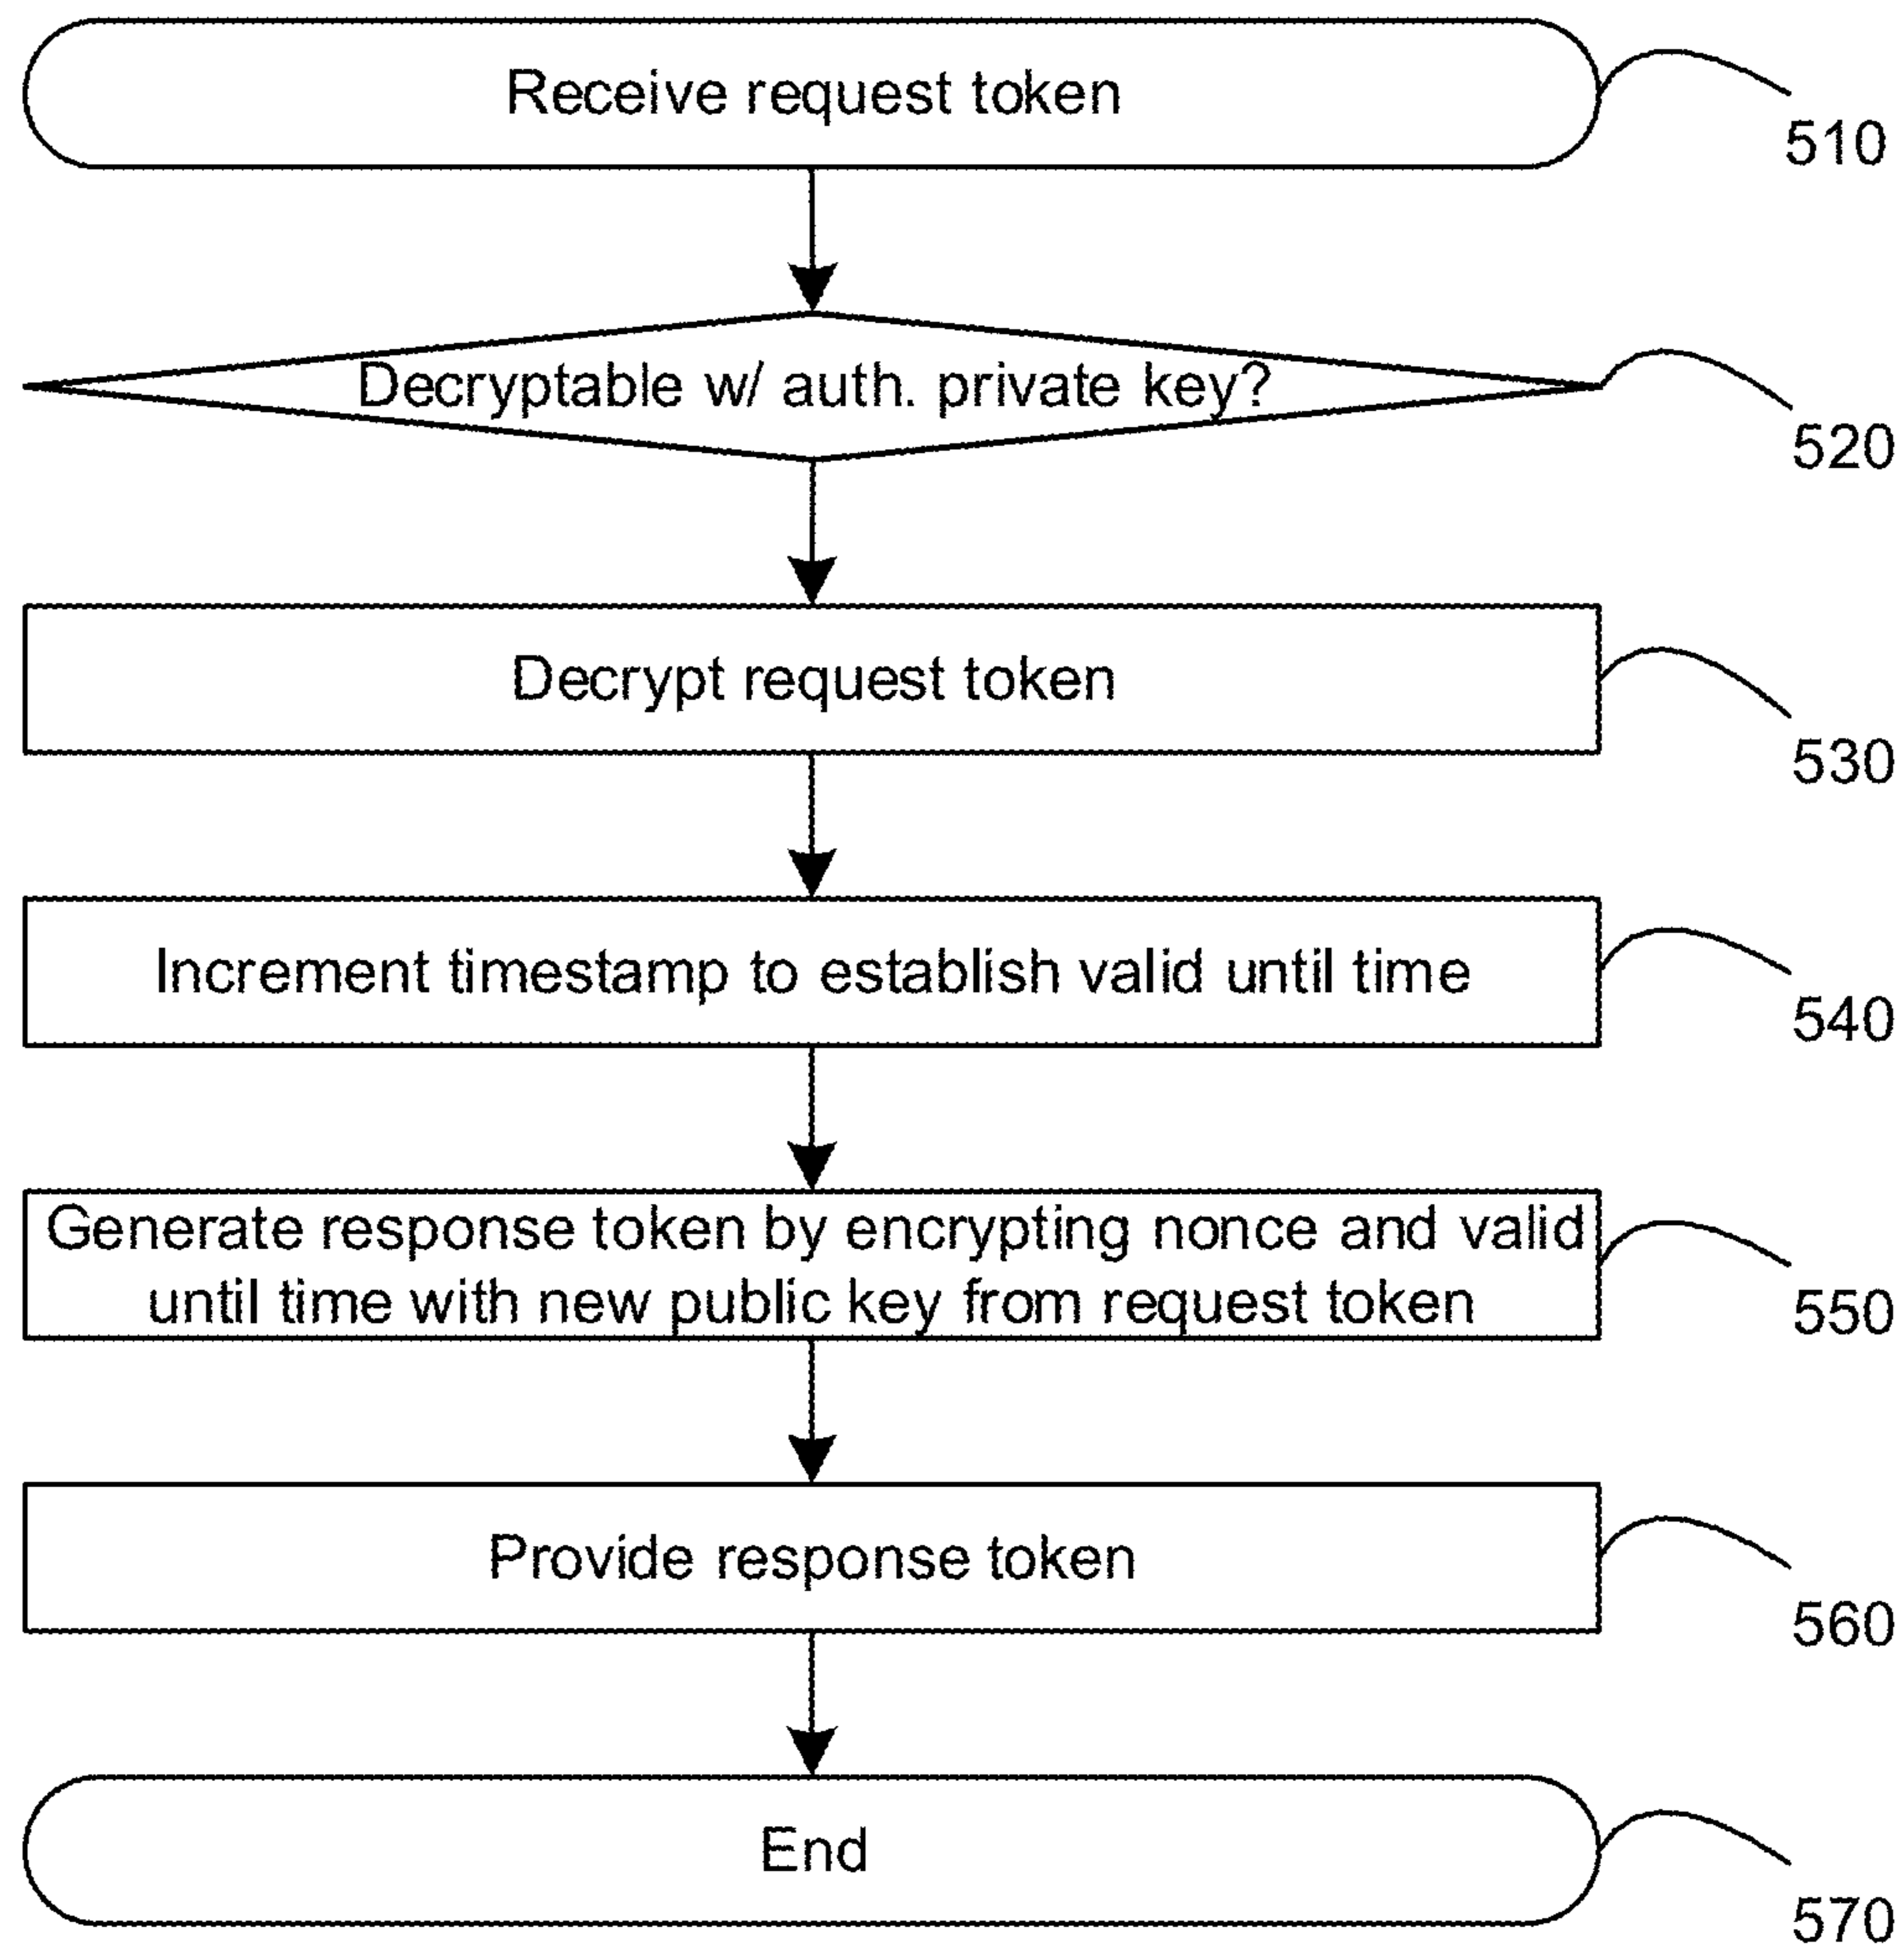 Receive request token
510
Decryptable w/ auth. private key?
520
Decrypt request token
530
Increment timestamp to establish valid until time
540
Generate response token by encrypting nonce and valid
until time with new public key from request token
550
Provide response token
560
End
570